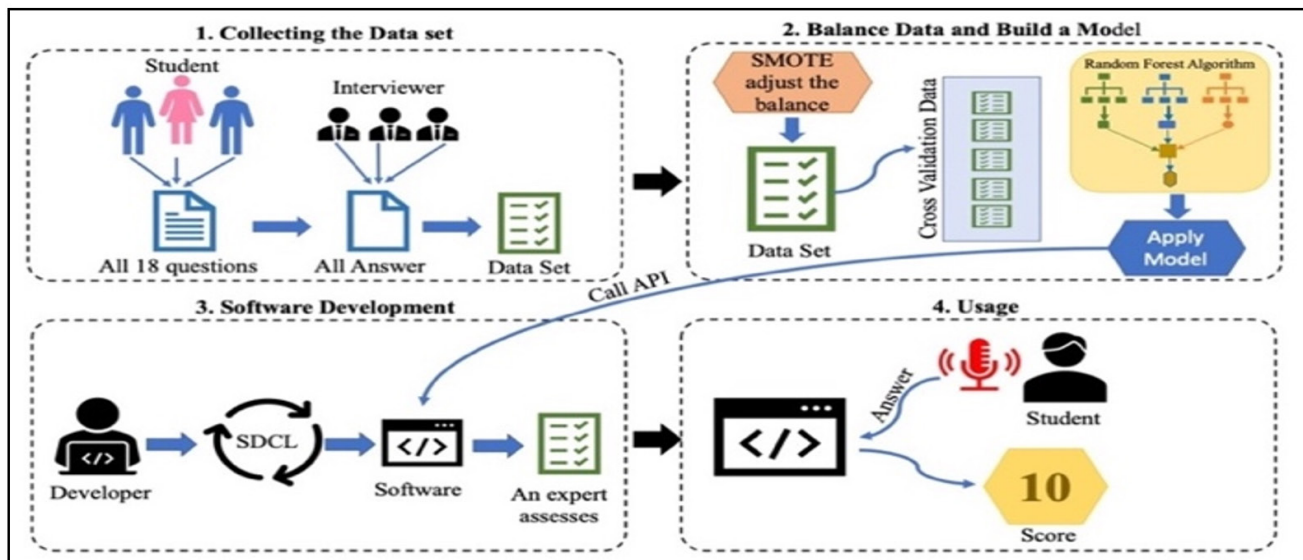 1. Collecting the Data set
Student
Interviewer
All 18 questions
All Answer
Data Set
2. Balance Data and Build a Model
SMOTE
adjust the
balance
Data Set
Cross Validation Data
Random Forest Algorithm
Apply
Model
Call API
3. Software Development
</>
Developer
SDCL
</>
Software
An expert
assesses
4. Usage
</>
Answer
Student
10
Score